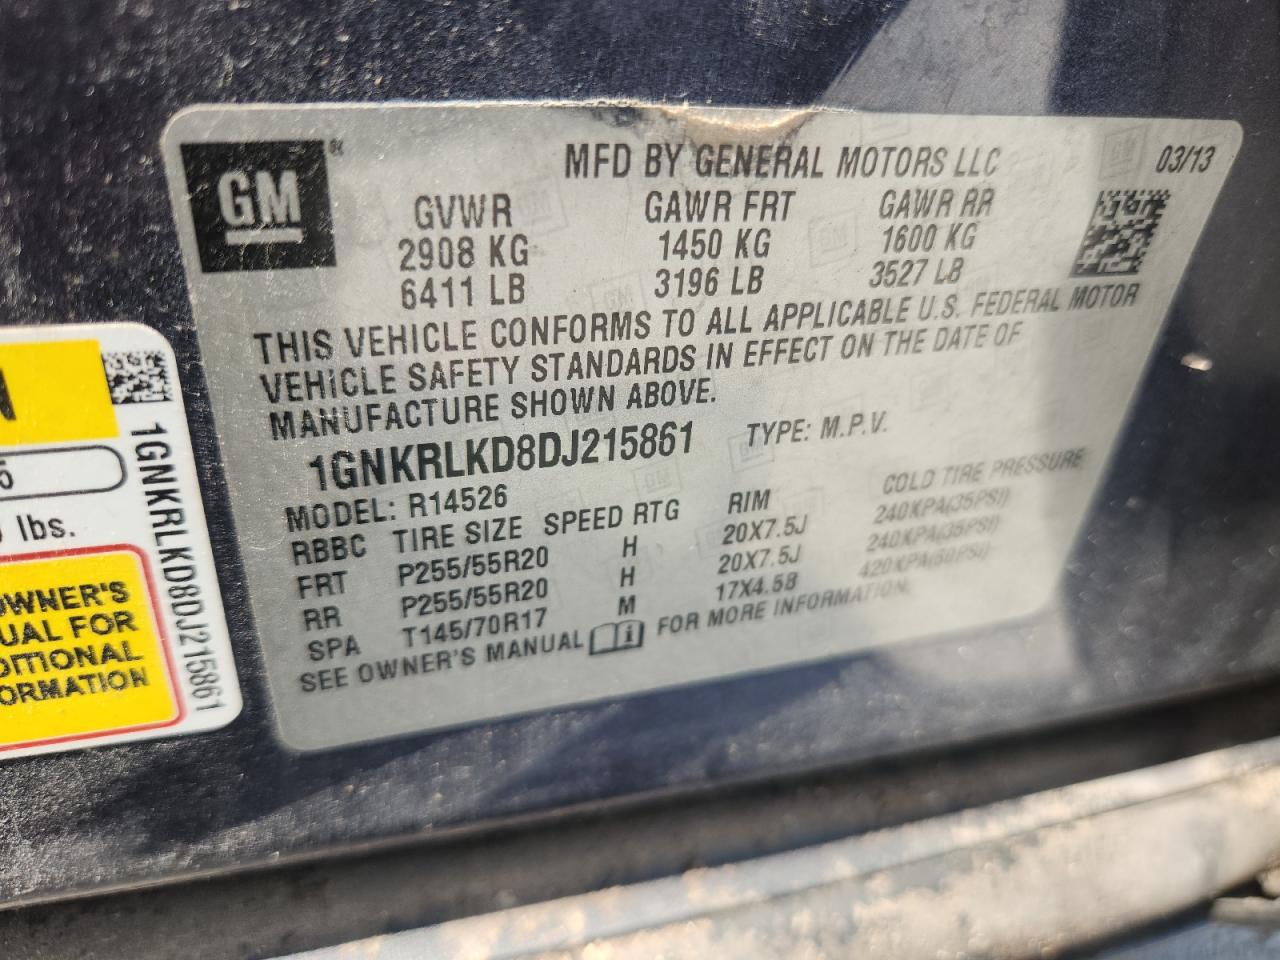 GM®
MFD BY GENERAL MOTORS LLC 03/13
GVWR GAWR FRT GAWR RR
2908 KG 1450 KG 1600 KG
6411 LB 3196 LB 3527 LB
THIS VEHICLE CONFORMS TO ALL APPLICABLE U.S. FEDERAL MOTOR
VEHICLE SAFETY STANDARDS IN EFFECT ON THE DATE OF
MANUFACTURE SHOWN ABOVE.
1GNKRLKD8DJ215861 TYPE: M.P.V.
MODEL: R14526
RBBC TIRE SIZE SPEED RTG RIM COLD TIRE PRESSURE
FRT P255/55R20 H 20X7.5J 240KPA(35PSI)
RR P255/55R20 H 20X7.5J 240KPA(35PSI)
SPA T145/70R17 M 17X4.5B 420KPA(60PSI)
SEE OWNER'S MANUAL FOR MORE INFORMATION.
N
5
lbs.
OWNER'S
UAL FOR
DITIONAL
ORMATION
1GNKRLKD8DJ215861